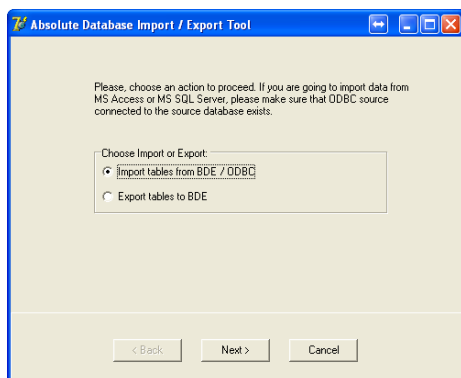 Absolute Database Import / Export Tool
Please, choose an action to proceed. If you are going to import data from
MS Access or MS SQL Server, please make sure that ODBC source
connected to the source database exists.
Choose Import or Export:
Import tables from BDE / ODBC
Export tables to BDE
< Back
Next >
Cancel